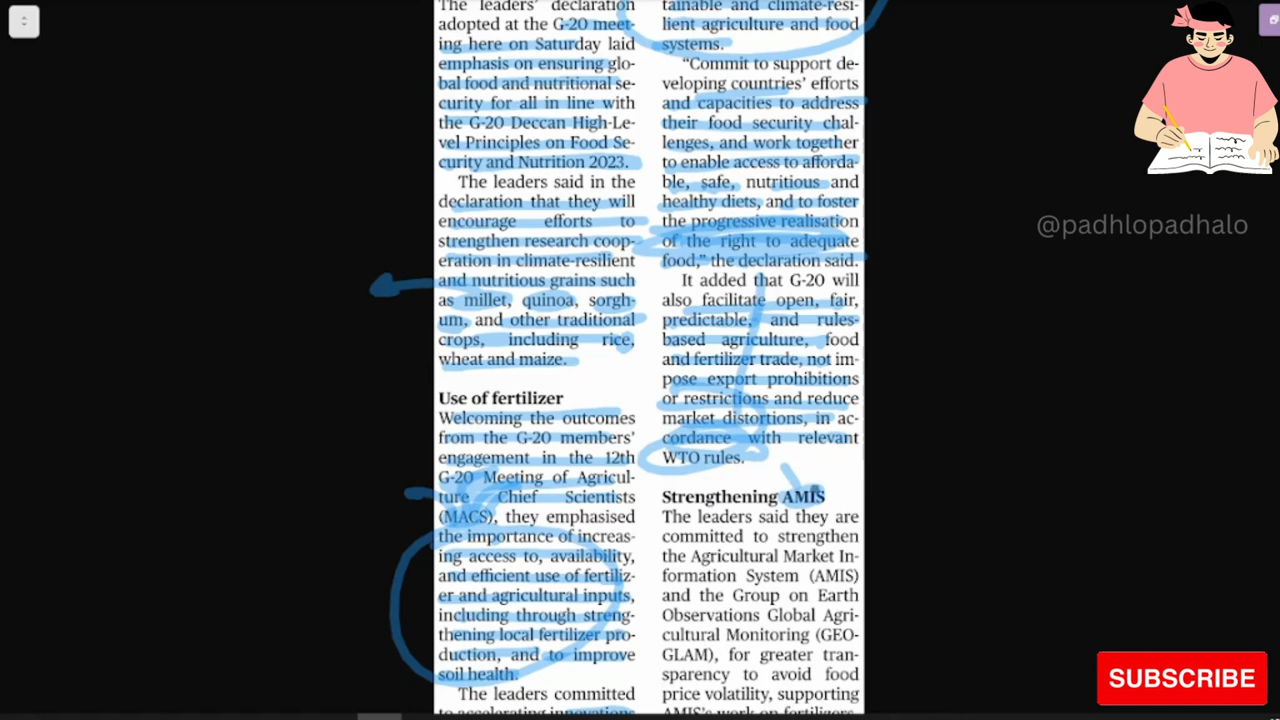 The leaders' declaration
adopted at the G-20 meet-
ing here on Saturday laid
emphasis on ensuring glo-
bal food and nutritional se-
curity for all in line with
the G-20 Deccan High-Le-
vel Principles on Food Se-
curity and Nutrition 2023.
The leaders said in the
declaration that they will
encourage efforts to
strengthen research coop-
eration in climate-resilient
and nutritious grains such
as millet, quinoa, sorgh-
um, and other traditional
crops, including rice,
wheat and maize.
Use of fertilizer
Welcoming the outcomes
from the G-20 members'
engagement in the 12th
G-20 Meeting of Agricul-
ture Chief Scientists
(MACS), they emphasised
the importance of increas-
ing access to, availability,
and efficient use of fertiliz-
er and agricultural inputs,
including through streng-
thening local fertilizer pro-
duction, and to improve
soil health.
The leaders committed
to accelerating innovations
tainable and climate-resi-
lient agriculture and food
systems.
"Commit to support de-
veloping countries' efforts
and capacities to address
their food security chal-
lenges, and work together
to enable access to afforda-
ble, safe, nutritious and
healthy diets, and to foster
the progressive realisation
of the right to adequate
food," the declaration said.
It added that G-20 will
also facilitate open, fair,
predictable, and rules-
based agriculture, food
and fertilizer trade, not im-
pose export prohibitions
or restrictions and reduce
market distortions, in ac-
cordance with relevant
WTO rules.
Strengthening AMIS
The leaders said they are
committed to strengthen
the Agricultural Market In-
formation System (AMIS)
and the Group on Earth
Observations Global Agri-
cultural Monitoring (GEO-
GLAM), for greater tran-
sparency to avoid food
price volatility, supporting
AMIS's work on fertilizers
@padhlopadhalo
SUBSCRIBE